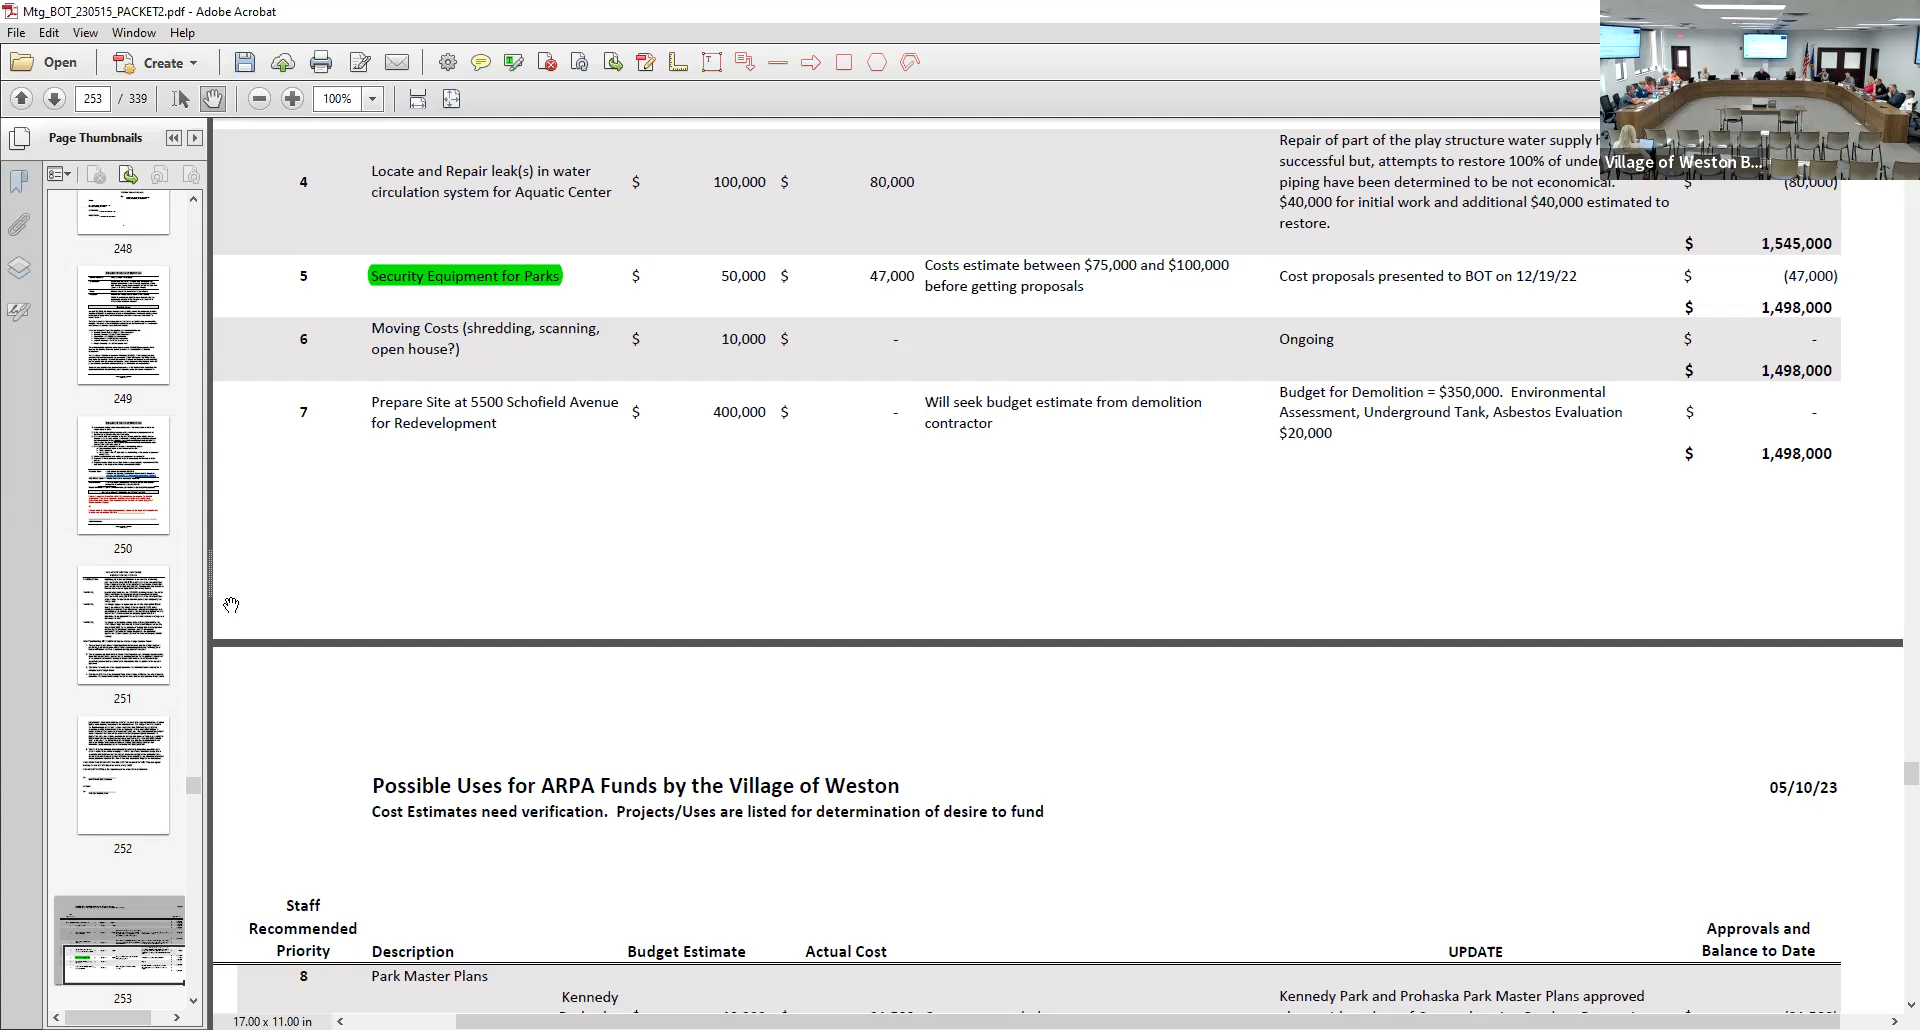 Mtg_BOT_230515_PACKET2.pdf - Adobe Acrobat
File Edit View Window Help
Open Create
253 / 339 100%
Page Thumbnails
248
249
250
251
252
253
Village of Weston B...
4 Locate and Repair leak(s) in water circulation system for Aquatic Center $ 100,000 $ 80,000
Repair of part of the play structure water supply
successful but, attempts to restore 100% of
piping have been determined to be not economical. $ (80,000)
$40,000 for initial work and additional $40,000 estimated to
restore.
$ 1,545,000
5 Security Equipment for Parks $ 50,000 $ 47,000 Costs estimate between $75,000 and $100,000 before getting proposals Cost proposals presented to BOT on 12/19/22 $ (47,000)
$ 1,498,000
6 Moving Costs (shredding, scanning, open house?) $ 10,000 $ - Ongoing $ -
$ 1,498,000
7 Prepare Site at 5500 Schofield Avenue for Redevelopment $ 400,000 $ - Will seek budget estimate from demolition contractor
Budget for Demolition = $350,000. Environmental
Assessment, Underground Tank, Asbestos Evaluation $ -
$20,000
$ 1,498,000
Possible Uses for ARPA Funds by the Village of Weston 05/10/23
Cost Estimates need verification. Projects/Uses are listed for determination of desire to fund
Staff
Recommended Approvals and
Priority Description Budget Estimate Actual Cost UPDATE Balance to Date
8 Park Master Plans
Kennedy Kennedy Park and Prohaska Park Master Plans approved
17.00 x 11.00 in